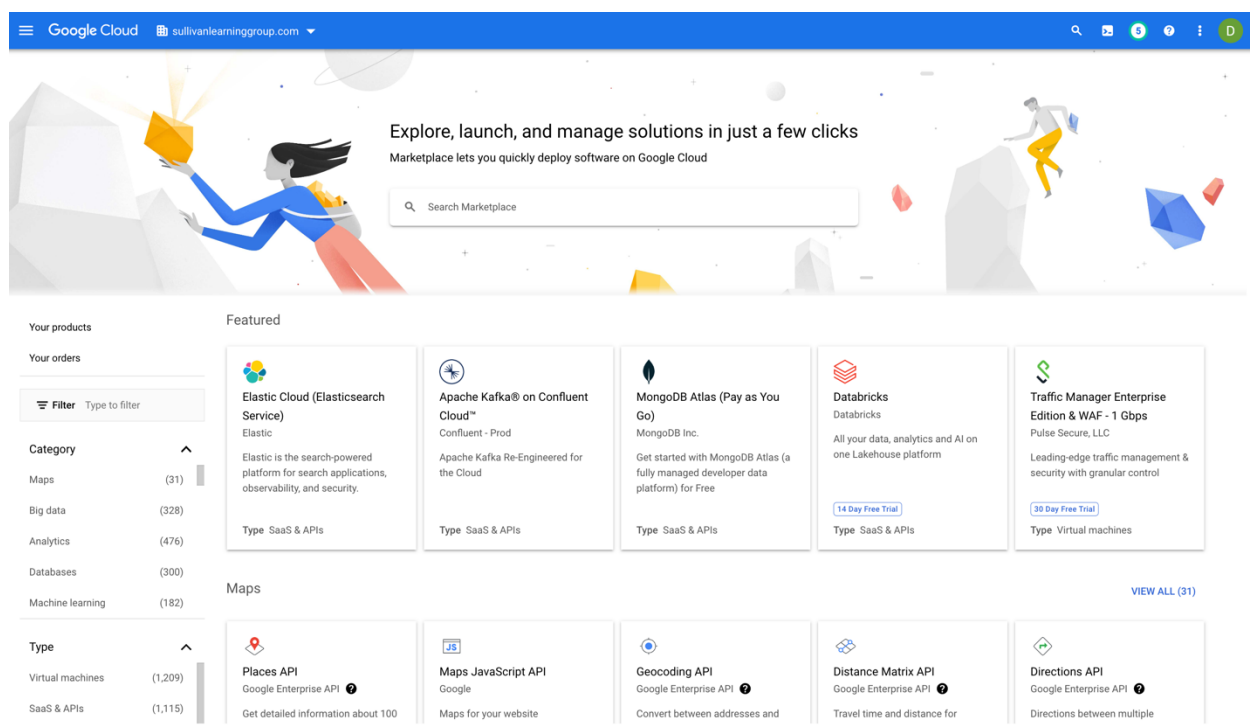 Google Cloud sullivanlearninggroup.com 5 D
Explore, launch, and manage solutions in just a few clicks
Marketplace lets you quickly deploy software on Google Cloud
Search Marketplace
Your products
Your orders
Filter Type to filter
Category
Maps (31)
Big data (328)
Analytics (476)
Databases (300)
Machine learning (182)
Type
Virtual machines (1,209)
SaaS & APIs (1,115)
Featured
Elastic Cloud (Elasticsearch
Service)
Elastic
Elastic is the search-powered
platform for search applications,
observability, and security.
Type SaaS & APIs
Apache Kafka® on Confluent
Cloud™
Confluent - Prod
Apache Kafka Re-Engineered for
the Cloud
Type SaaS & APIs
MongoDB Atlas (Pay as You
Go)
MongoDB Inc.
Get started with MongoDB Atlas (a
fully managed developer data
platform) for Free
Type SaaS & APIs
Databricks
Databricks
All your data, analytics and AI on
one Lakehouse platform
14 Day Free Trial
Type SaaS & APIs
Traffic Manager Enterprise
Edition & WAF - 1 Gbps
Pulse Secure, LLC
Leading-edge traffic management &
security with granular control
30 Day Free Trial
Type Virtual machines
Maps
VIEW ALL (31)
Places API
Google Enterprise API
Get detailed information about 100
JS
Maps JavaScript API
Google
Maps for your website
Geocoding API
Google Enterprise API
Convert between addresses and
Distance Matrix API
Google Enterprise API
Travel time and distance for
Directions API
Google Enterprise API
Directions between multiple